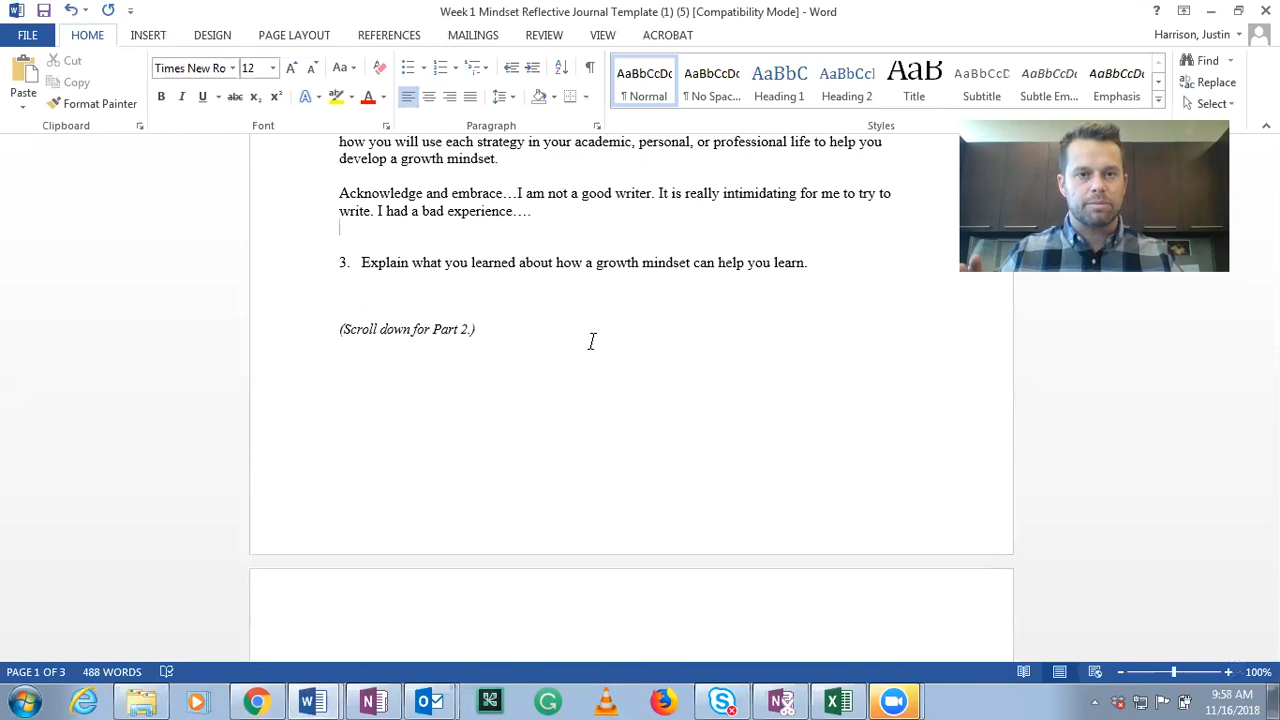 Week 1 Mindset Reflective Journal Template (1) (5) [Compatibility Mode] - Word
?
FILE HOME INSERT DESIGN PAGE LAYOUT REFERENCES MAILINGS REVIEW VIEW ACROBAT Harrison, Justin
Paste
Cut
Copy
Format Painter
Clipboard
Times New Ro 12 Aa
B I U abc x₂ x² A A
Font
Paragraph
AaBbCcDc AaBbCcDc AaBbC AaBbCcC AaB AaBbCcD AaBbCcDc AaBbCcDc
¶ Normal ¶ No Spac... Heading 1 Heading 2 Title Subtitle Subtle Em... Emphasis
Styles
Find
Replace
Select
Editing
how you will use each strategy in your academic, personal, or professional life to help you
develop a growth mindset.
Acknowledge and embrace…I am not a good writer. It is really intimidating for me to try to
write. I had a bad experience….
3. Explain what you learned about how a growth mindset can help you learn.
(Scroll down for Part 2.)
PAGE 1 OF 3 488 WORDS 100%
9:58 AM
11/16/2018